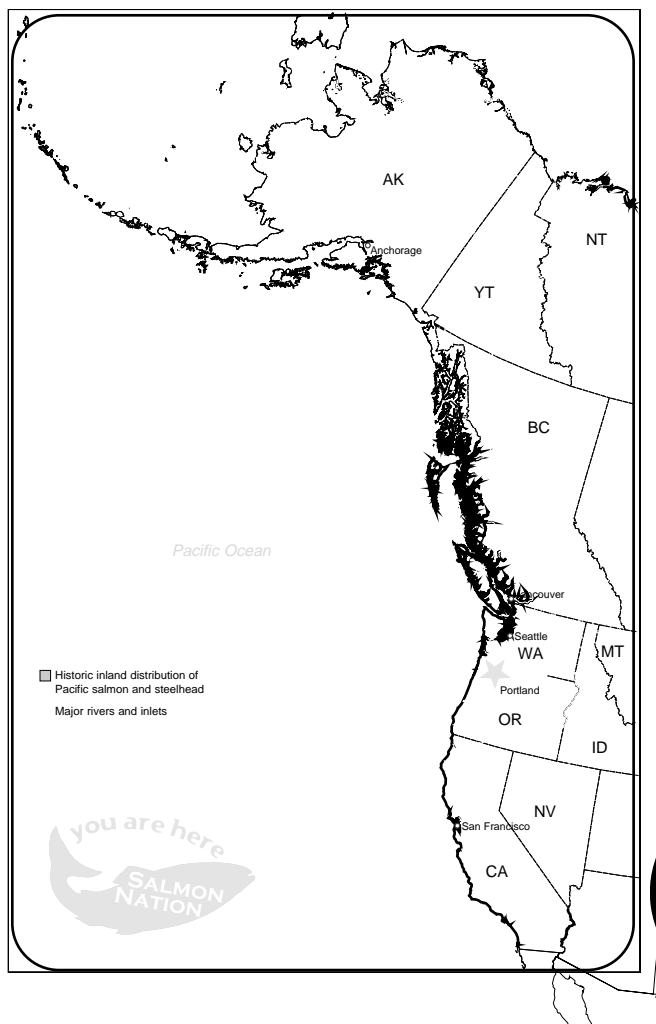 AK
NT
Anchorage
YT
BC
Pacific Ocean
ncouver
Seattle
WA
MT
Historic inland distribution of
Pacific salmon and steelhead
Portland
Major rivers and inlets
OR
ID
NV
you are here
San Francisco
CA
SALMON
NATION